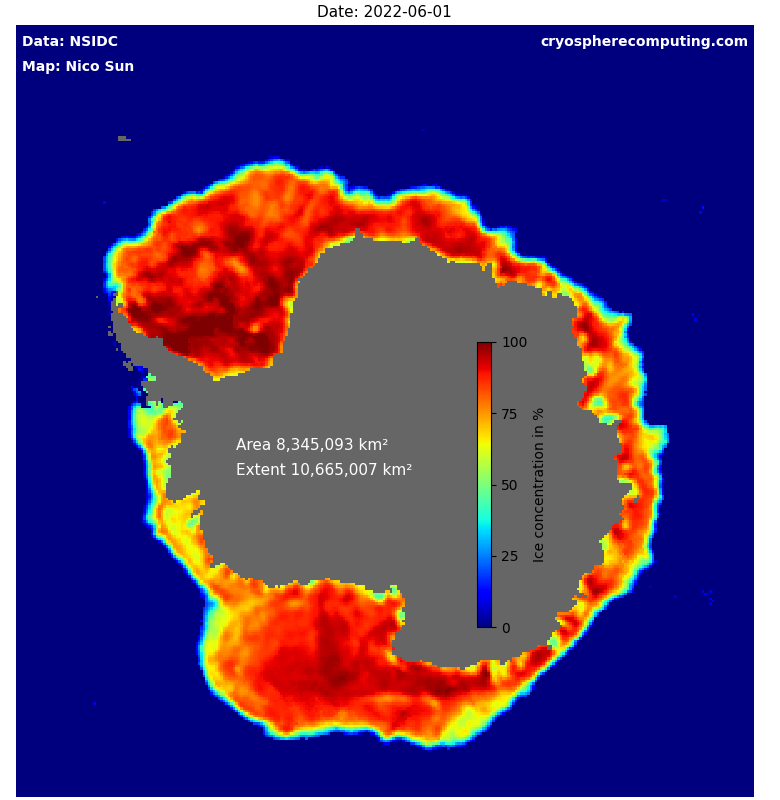 Date: 2022-06-01
Data: NSIDC
cryospherecomputing.com
Map: Nico Sun
100
75
50
25
0
Ice concentration in %
Area 8,345,093 km²
Extent 10,665,007 km²